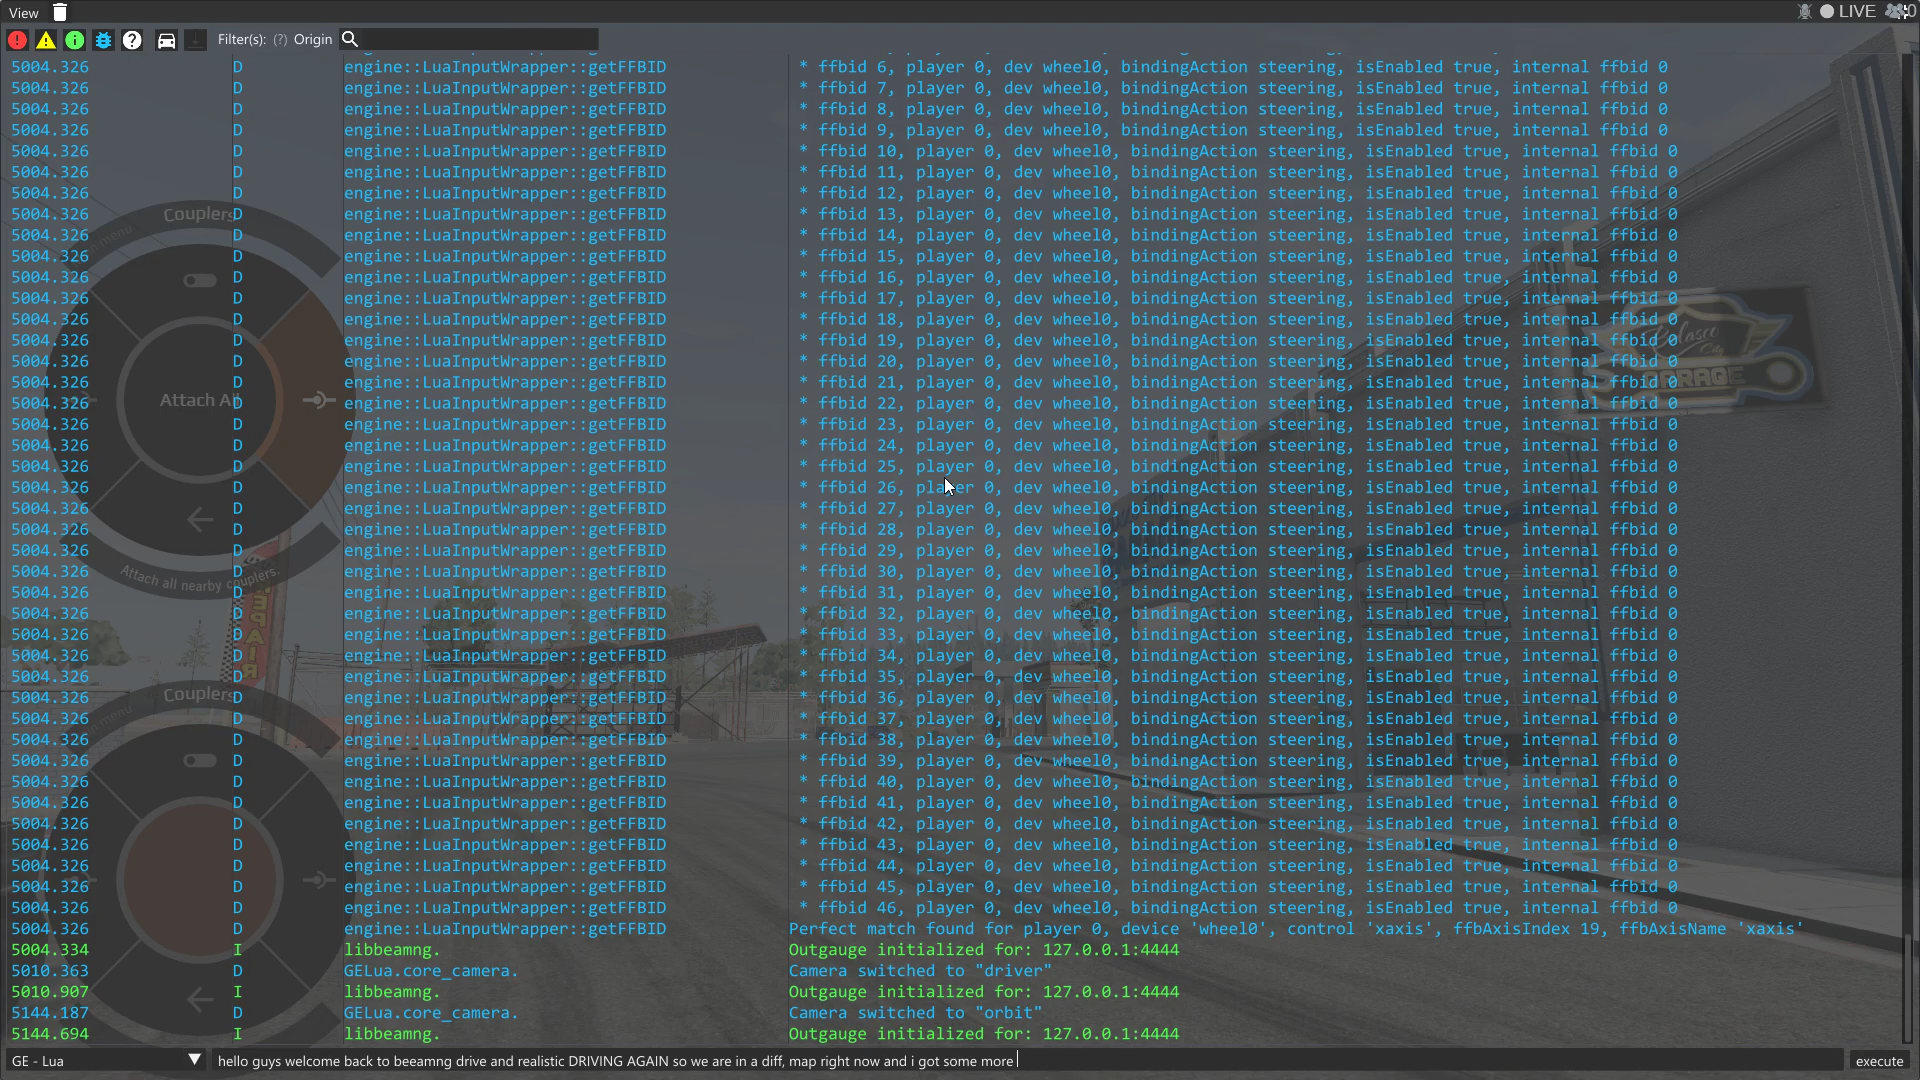 View
LIVE 0
Filter(s): (?) Origin
5004.326 D engine::LuaInputWrapper::getFFBID * ffbid 6, player 0, dev wheel0, bindingAction steering, isEnabled true, internal ffbid 0
5004.326 D engine::LuaInputWrapper::getFFBID * ffbid 7, player 0, dev wheel0, bindingAction steering, isEnabled true, internal ffbid 0
5004.326 D engine::LuaInputWrapper::getFFBID * ffbid 8, player 0, dev wheel0, bindingAction steering, isEnabled true, internal ffbid 0
5004.326 D engine::LuaInputWrapper::getFFBID * ffbid 9, player 0, dev wheel0, bindingAction steering, isEnabled true, internal ffbid 0
5004.326 D engine::LuaInputWrapper::getFFBID * ffbid 10, player 0, dev wheel0, bindingAction steering, isEnabled true, internal ffbid 0
5004.326 D engine::LuaInputWrapper::getFFBID * ffbid 11, player 0, dev wheel0, bindingAction steering, isEnabled true, internal ffbid 0
5004.326 D engine::LuaInputWrapper::getFFBID * ffbid 12, player 0, dev wheel0, bindingAction steering, isEnabled true, internal ffbid 0
5004.326 D engine::LuaInputWrapper::getFFBID * ffbid 13, player 0, dev wheel0, bindingAction steering, isEnabled true, internal ffbid 0
5004.326 D engine::LuaInputWrapper::getFFBID * ffbid 14, player 0, dev wheel0, bindingAction steering, isEnabled true, internal ffbid 0
5004.326 D engine::LuaInputWrapper::getFFBID * ffbid 15, player 0, dev wheel0, bindingAction steering, isEnabled true, internal ffbid 0
5004.326 D engine::LuaInputWrapper::getFFBID * ffbid 16, player 0, dev wheel0, bindingAction steering, isEnabled true, internal ffbid 0
5004.326 D engine::LuaInputWrapper::getFFBID * ffbid 17, player 0, dev wheel0, bindingAction steering, isEnabled true, internal ffbid 0
5004.326 D engine::LuaInputWrapper::getFFBID * ffbid 18, player 0, dev wheel0, bindingAction steering, isEnabled true, internal ffbid 0
5004.326 D engine::LuaInputWrapper::getFFBID * ffbid 19, player 0, dev wheel0, bindingAction steering, isEnabled true, internal ffbid 0
5004.326 D engine::LuaInputWrapper::getFFBID * ffbid 20, player 0, dev wheel0, bindingAction steering, isEnabled true, internal ffbid 0
5004.326 D engine::LuaInputWrapper::getFFBID * ffbid 21, player 0, dev wheel0, bindingAction steering, isEnabled true, internal ffbid 0
5004.326 D engine::LuaInputWrapper::getFFBID * ffbid 22, player 0, dev wheel0, bindingAction steering, isEnabled true, internal ffbid 0
5004.326 D engine::LuaInputWrapper::getFFBID * ffbid 23, player 0, dev wheel0, bindingAction steering, isEnabled true, internal ffbid 0
5004.326 D engine::LuaInputWrapper::getFFBID * ffbid 24, player 0, dev wheel0, bindingAction steering, isEnabled true, internal ffbid 0
5004.326 D engine::LuaInputWrapper::getFFBID * ffbid 25, player 0, dev wheel0, bindingAction steering, isEnabled true, internal ffbid 0
5004.326 D engine::LuaInputWrapper::getFFBID * ffbid 26, player 0, dev wheel0, bindingAction steering, isEnabled true, internal ffbid 0
5004.326 D engine::LuaInputWrapper::getFFBID * ffbid 27, player 0, dev wheel0, bindingAction steering, isEnabled true, internal ffbid 0
5004.326 D engine::LuaInputWrapper::getFFBID * ffbid 28, player 0, dev wheel0, bindingAction steering, isEnabled true, internal ffbid 0
5004.326 D engine::LuaInputWrapper::getFFBID * ffbid 29, player 0, dev wheel0, bindingAction steering, isEnabled true, internal ffbid 0
5004.326 D engine::LuaInputWrapper::getFFBID * ffbid 30, player 0, dev wheel0, bindingAction steering, isEnabled true, internal ffbid 0
5004.326 D engine::LuaInputWrapper::getFFBID * ffbid 31, player 0, dev wheel0, bindingAction steering, isEnabled true, internal ffbid 0
5004.326 D engine::LuaInputWrapper::getFFBID * ffbid 32, player 0, dev wheel0, bindingAction steering, isEnabled true, internal ffbid 0
5004.326 D engine::LuaInputWrapper::getFFBID * ffbid 33, player 0, dev wheel0, bindingAction steering, isEnabled true, internal ffbid 0
5004.326 D engine::LuaInputWrapper::getFFBID * ffbid 34, player 0, dev wheel0, bindingAction steering, isEnabled true, internal ffbid 0
5004.326 D engine::LuaInputWrapper::getFFBID * ffbid 35, player 0, dev wheel0, bindingAction steering, isEnabled true, internal ffbid 0
5004.326 D engine::LuaInputWrapper::getFFBID * ffbid 36, player 0, dev wheel0, bindingAction steering, isEnabled true, internal ffbid 0
5004.326 D engine::LuaInputWrapper::getFFBID * ffbid 37, player 0, dev wheel0, bindingAction steering, isEnabled true, internal ffbid 0
5004.326 D engine::LuaInputWrapper::getFFBID * ffbid 38, player 0, dev wheel0, bindingAction steering, isEnabled true, internal ffbid 0
5004.326 D engine::LuaInputWrapper::getFFBID * ffbid 39, player 0, dev wheel0, bindingAction steering, isEnabled true, internal ffbid 0
5004.326 D engine::LuaInputWrapper::getFFBID * ffbid 40, player 0, dev wheel0, bindingAction steering, isEnabled true, internal ffbid 0
5004.326 D engine::LuaInputWrapper::getFFBID * ffbid 41, player 0, dev wheel0, bindingAction steering, isEnabled true, internal ffbid 0
5004.326 D engine::LuaInputWrapper::getFFBID * ffbid 42, player 0, dev wheel0, bindingAction steering, isEnabled true, internal ffbid 0
5004.326 D engine::LuaInputWrapper::getFFBID * ffbid 43, player 0, dev wheel0, bindingAction steering, isEnabled true, internal ffbid 0
5004.326 D engine::LuaInputWrapper::getFFBID * ffbid 44, player 0, dev wheel0, bindingAction steering, isEnabled true, internal ffbid 0
5004.326 D engine::LuaInputWrapper::getFFBID * ffbid 45, player 0, dev wheel0, bindingAction steering, isEnabled true, internal ffbid 0
5004.326 D engine::LuaInputWrapper::getFFBID * ffbid 46, player 0, dev wheel0, bindingAction steering, isEnabled true, internal ffbid 0
5004.326 D engine::LuaInputWrapper::getFFBID Perfect match found for player 0, device 'wheel0', control 'xaxis', ffbAxisIndex 19, ffbAxisName 'xaxis'
5004.334 I libbeamng. Outgauge initialized for: 127.0.0.1:4444
5010.363 D GELua.core_camera. Camera switched to "driver"
5010.907 I libbeamng. Outgauge initialized for: 127.0.0.1:4444
5144.187 D GELua.core_camera. Camera switched to "orbit"
5144.694 I libbeamng. Outgauge initialized for: 127.0.0.1:4444
GE - Lua
hello guys welcome back to beeamng drive and realistic DRIVING AGAIN so we are in a diff, map right now and i got some more
execute
Couplers
menu
Attach All
Attach all nearby couplers.
Couplers
menu
REPAIR
Belasco
City
GARAGE